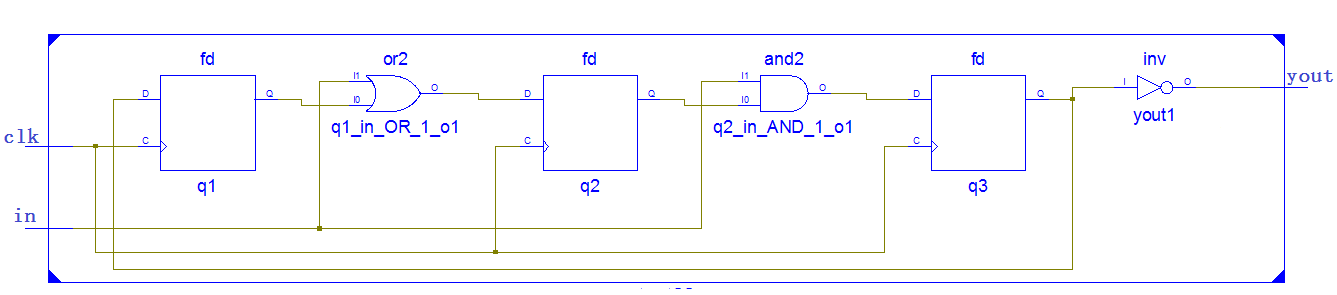 fd or2 fd and2 fd inv
D Q I1 I0 O D Q I1 I0 O D Q I O yout
q1_in_OR_1_o1 q2_in_AND_1_o1 yout1
clk C C C
q1 q2 q3
in